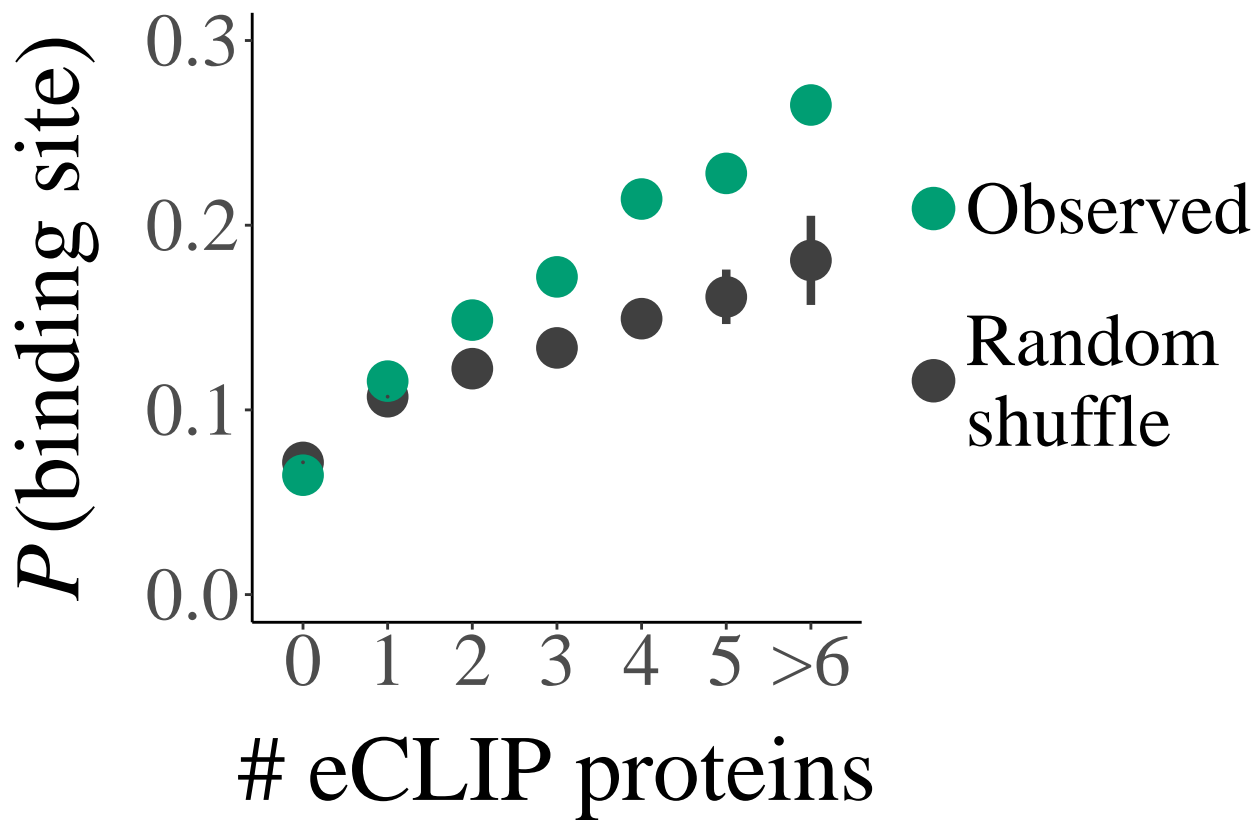 P(binding site)
0.3
0.2
0.1
0.0
0 1 2 3 4 5 >6
# eCLIP proteins
Observed
Random
shuffle